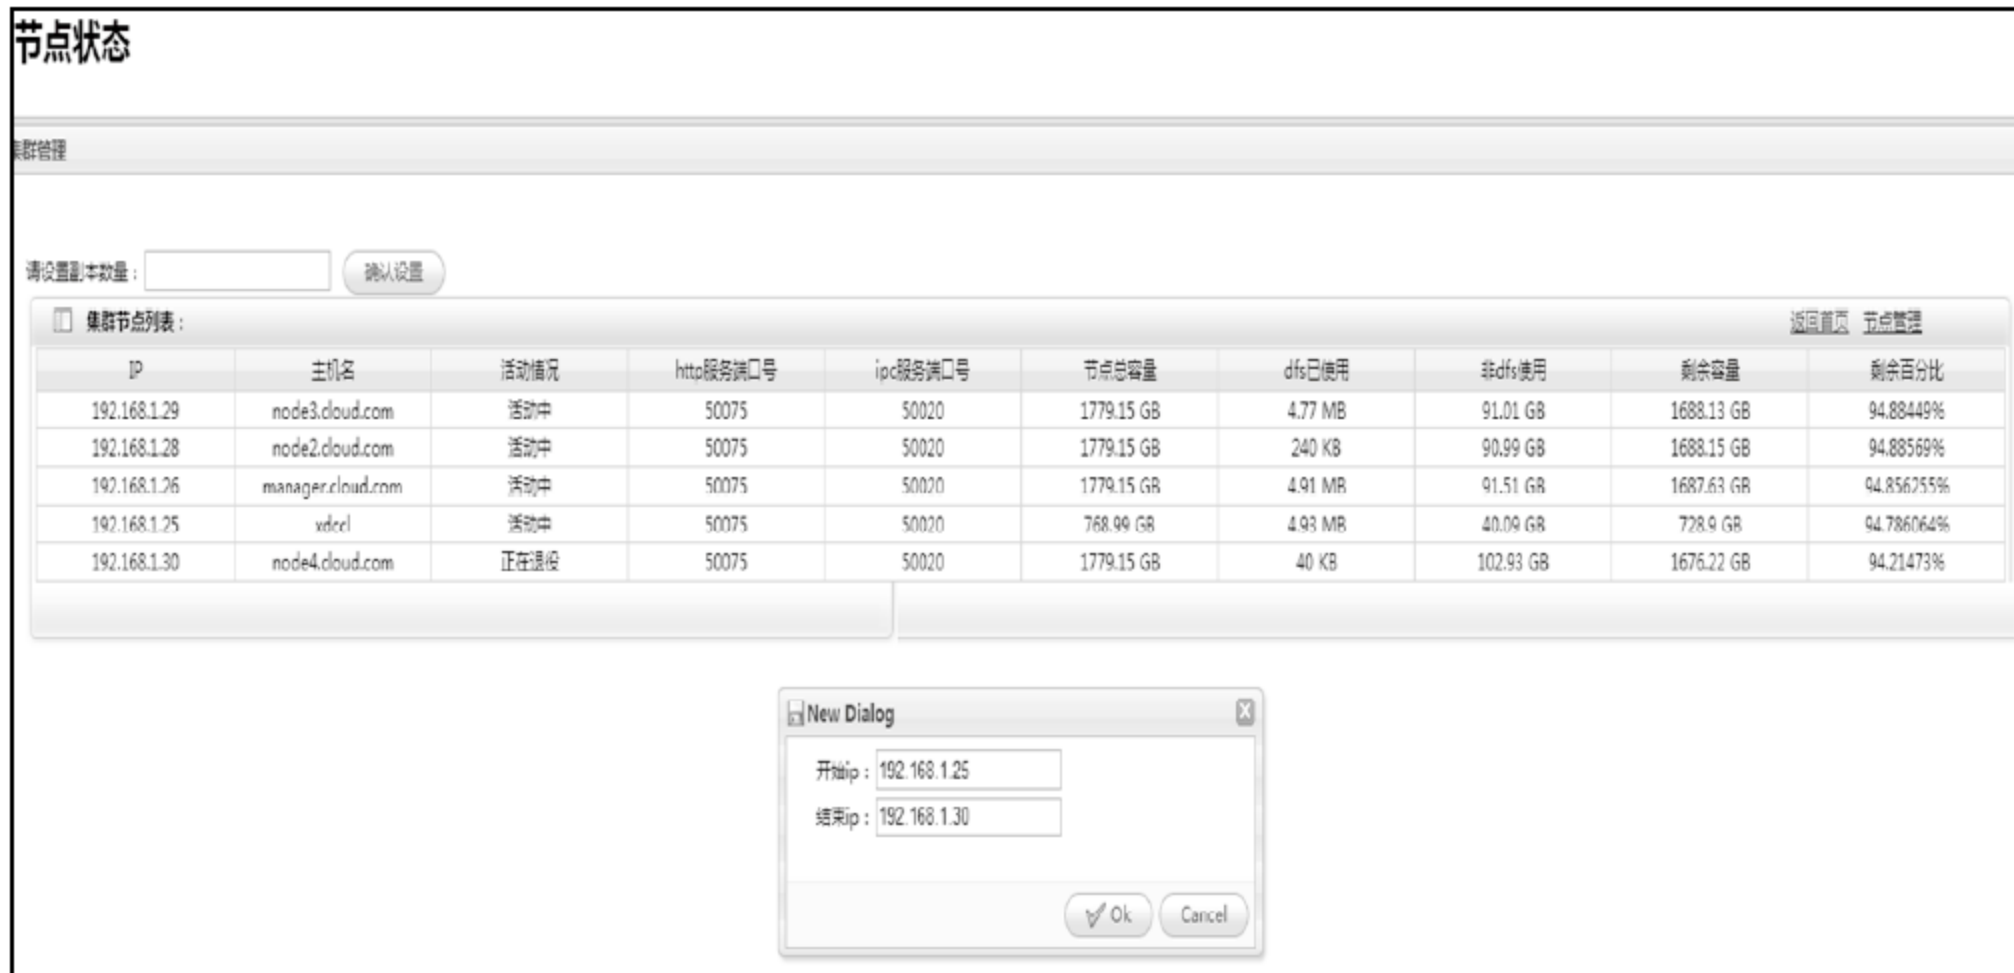 节点状态
集群管理
请设置副本数量： 确认设置
集群节点列表： 返回首页 节点管理
IP 主机名 活动情况 http服务端口号 ipc服务端口号 节点总容量 dfs已使用 非dfs使用 剩余容量 剩余百分比
192.168.1.29 node3.cloud.com 活动中 50075 50020 1779.15 GB 4.77 MB 91.01 GB 1688.13 GB 94.88449%
192.168.1.28 node2.cloud.com 活动中 50075 50020 1779.15 GB 240 KB 90.99 GB 1688.15 GB 94.88569%
192.168.1.26 manager.cloud.com 活动中 50075 50020 1779.15 GB 4.91 MB 91.51 GB 1687.63 GB 94.856255%
192.168.1.25 xdccl 活动中 50075 50020 768.99 GB 4.93 MB 40.09 GB 728.9 GB 94.786064%
192.168.1.30 node4.cloud.com 正在退役 50075 50020 1779.15 GB 40 KB 102.93 GB 1676.22 GB 94.21473%
New Dialog
开始ip： 192.168.1.25
结束ip： 192.168.1.30
Ok Cancel